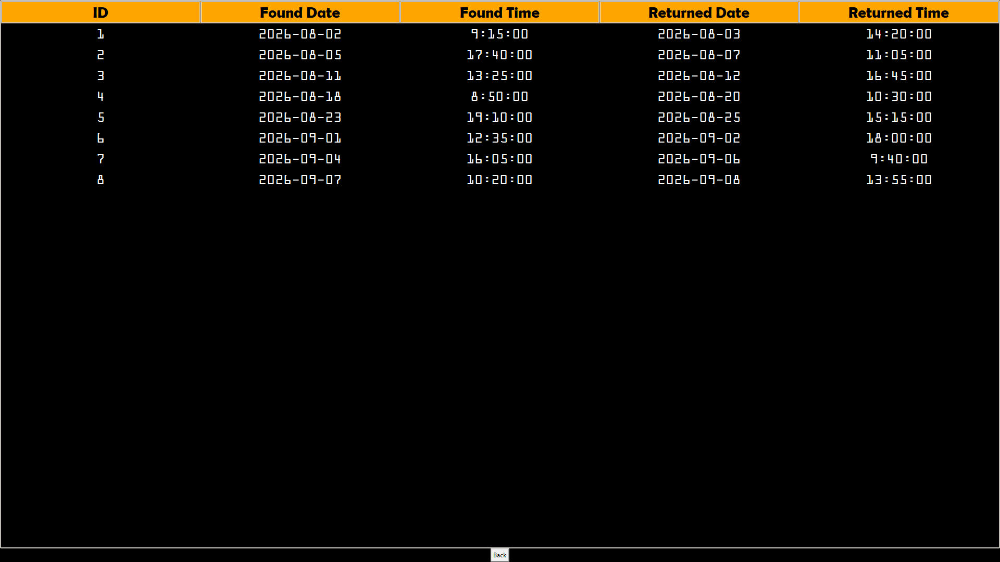 ID Found Date Found Time Returned Date Returned Time
1 2026-08-02 9:15:00 2026-08-03 14:20:00
2 2026-08-05 17:40:00 2026-08-07 11:05:00
3 2026-08-11 13:25:00 2026-08-12 16:45:00
4 2026-08-18 8:50:00 2026-08-20 10:30:00
5 2026-08-23 19:10:00 2026-08-25 15:15:00
6 2026-09-01 12:35:00 2026-09-02 18:00:00
7 2026-09-04 16:05:00 2026-09-06 9:40:00
8 2026-09-07 10:20:00 2026-09-08 13:55:00
Back